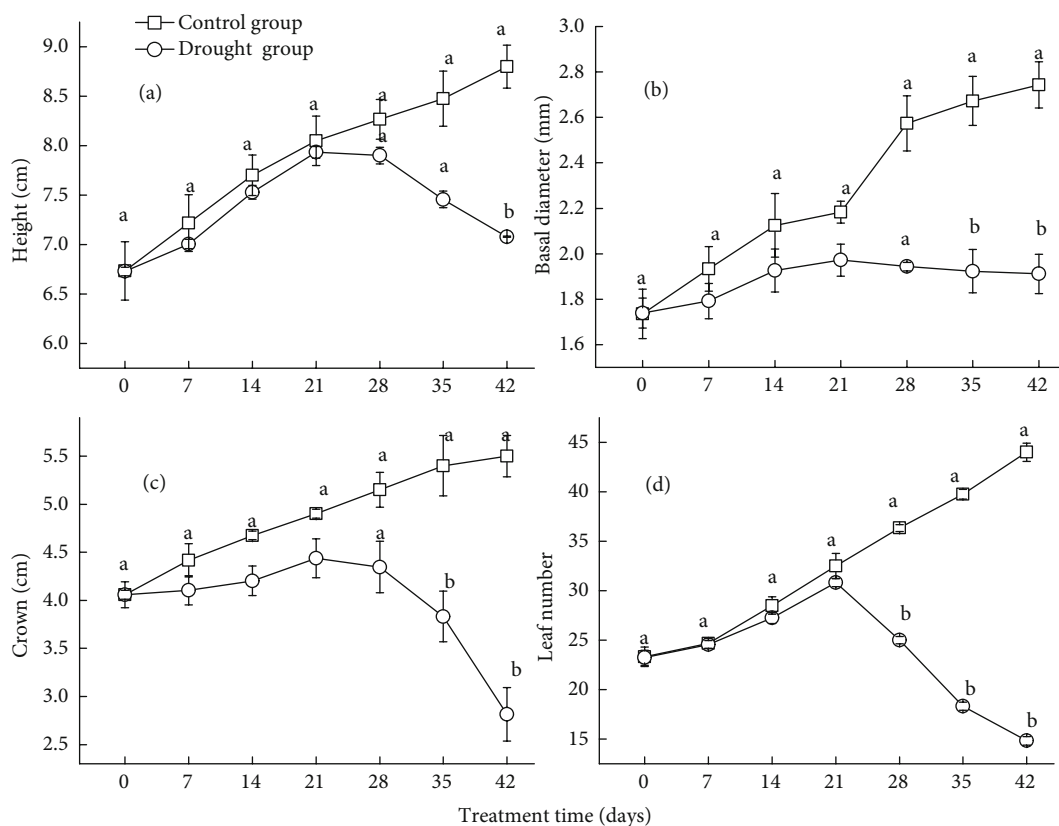 Control group
Drought group
(a)
9.0
8.5
8.0
7.5
7.0
6.5
6.0
Height (cm)
a
a
a
a
a
a
a
a
a
b
0 7 14 21 28 35 42
(b)
3.0
2.8
2.6
2.4
2.2
2.0
1.8
1.6
Basal diameter (mm)
a
a
a
a
a
a
a
a
b
b
0 7 14 21 28 35 42
(c)
5.5
5.0
4.5
4.0
3.5
3.0
2.5
Crown (cm)
a
a
a
a
a
a
a
a
b
b
0 7 14 21 28 35 42
(d)
45
40
35
30
25
20
15
Leaf number
a
a
a
a
a
a
a
b
b
b
0 7 14 21 28 35 42
Treatment time (days)